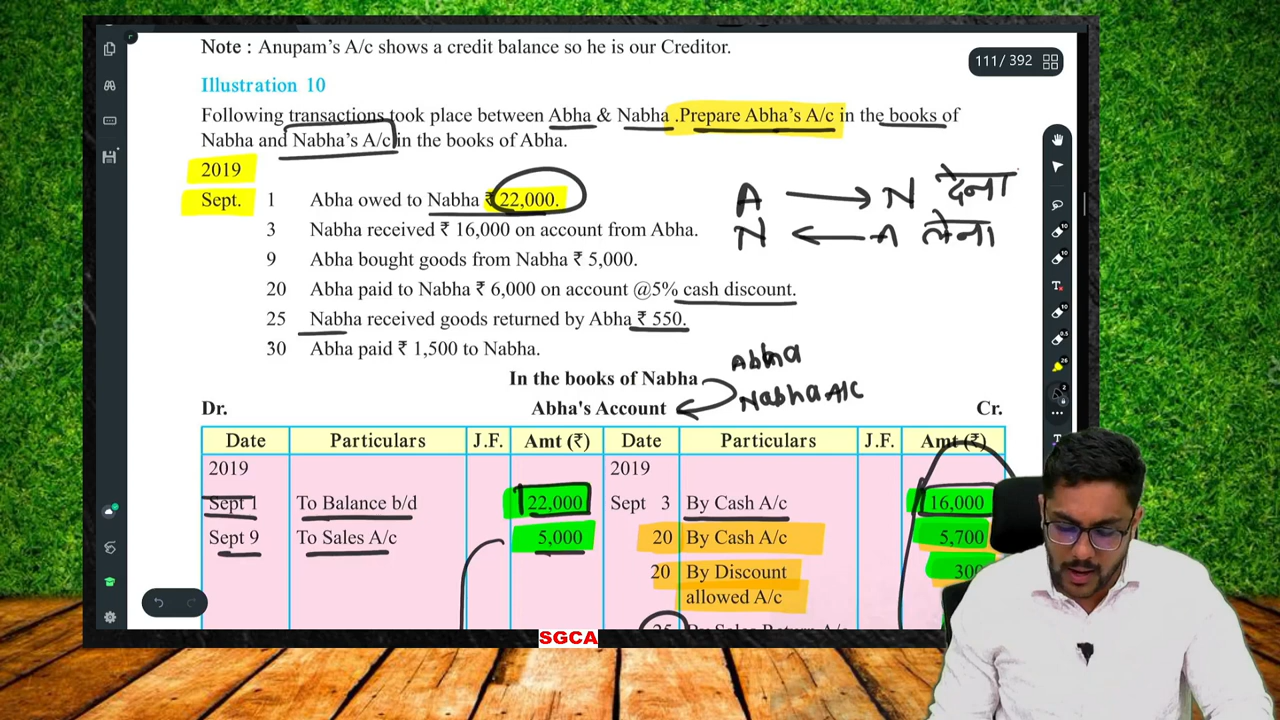 Note : Anupam's A/c shows a credit balance so he is our Creditor.
111 / 392
Illustration 10
Following transactions took place between Abha & Nabha .Prepare Abha's A/c in the books of
Nabha and Nabha's A/c in the books of Abha.
2019
Sept. 1 Abha owed to Nabha ₹ 22,000.
3 Nabha received ₹ 16,000 on account from Abha.
9 Abha bought goods from Nabha ₹ 5,000.
20 Abha paid to Nabha ₹ 6,000 on account @5% cash discount.
25 Nabha received goods returned by Abha ₹ 550.
30 Abha paid ₹ 1,500 to Nabha.
A → N देना
N ← A लेना
Abha
Nabha A/C
In the books of Nabha
Dr. Abha's Account Cr.
Date Particulars J.F. Amt (₹) Date Particulars J.F. Amt (₹)
2019 2019
Sept 1 To Balance b/d 22,000 Sept 3 By Cash A/c 16,000
Sept 9 To Sales A/c 5,000 20 By Cash A/c 5,700
20 By Discount 300
allowed A/c
25 By Sales Return A/c
SGCA